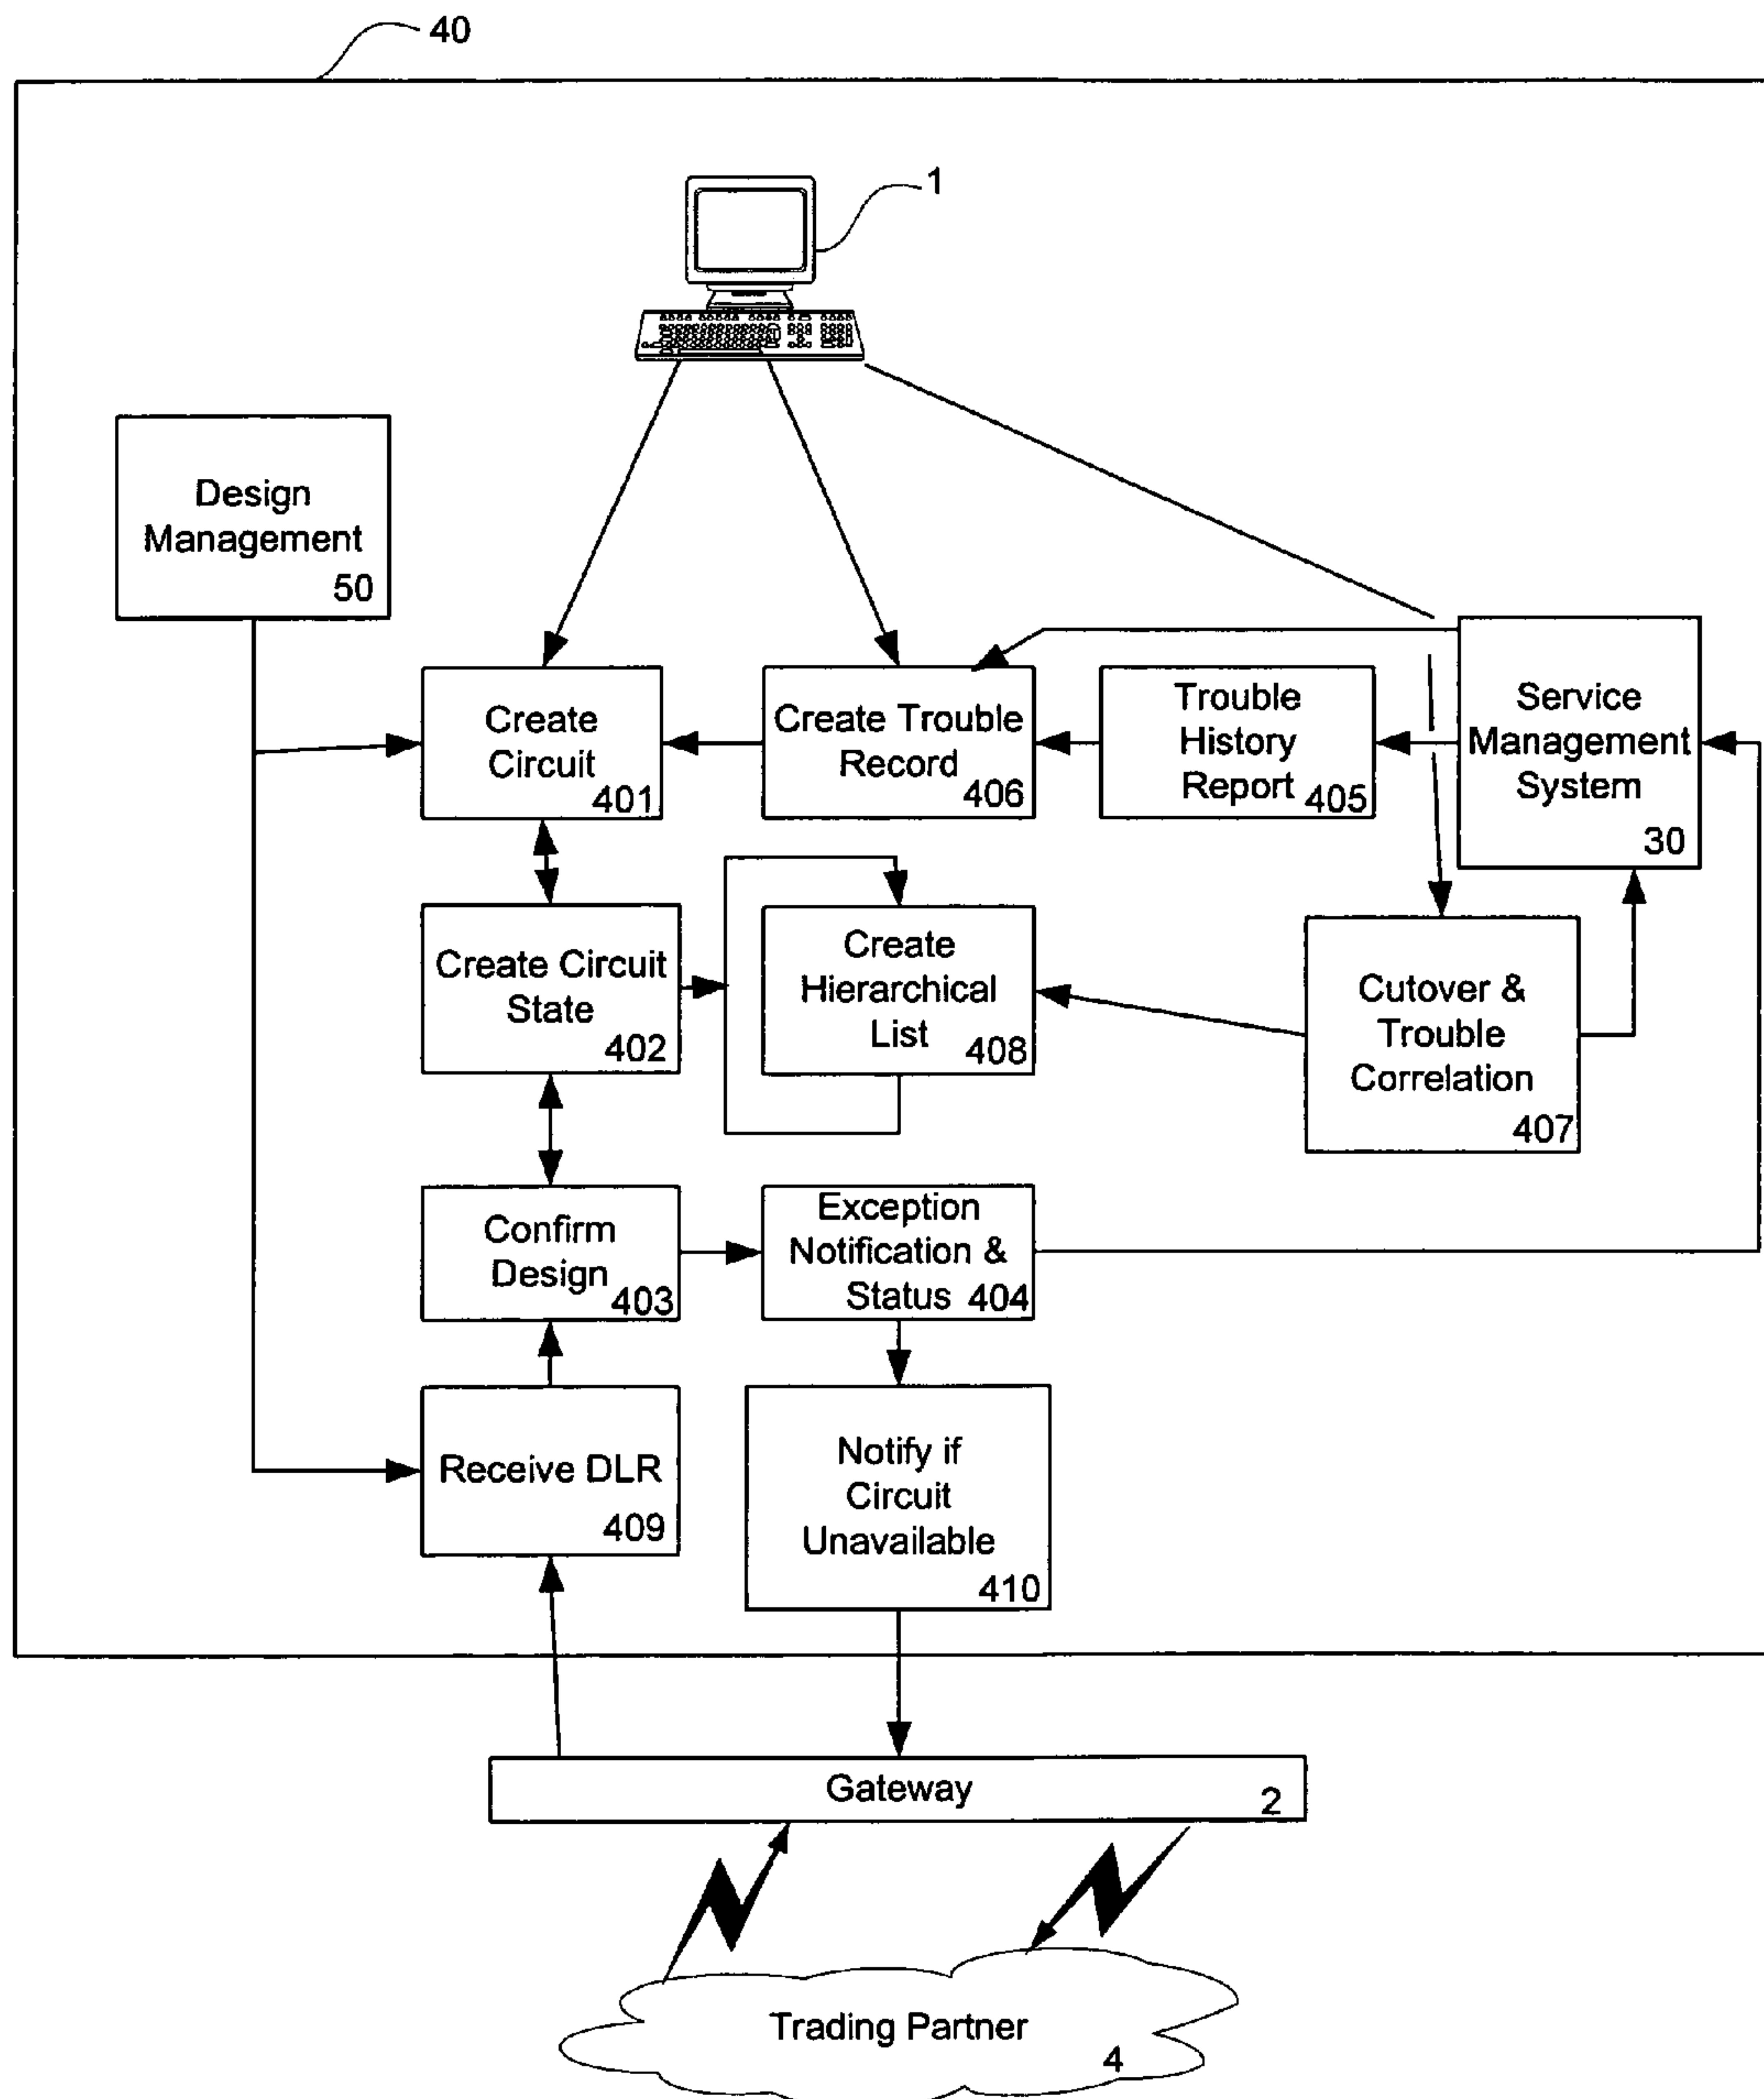 40
1
Design
Management
50
Create
Circuit
401
Create Trouble
Record
406
Trouble
History
Report
405
Service
Management
System
30
Create Circuit
State
402
Create
Hierarchical
List
408
Cutover &
Trouble
Correlation
407
Confirm
Design
403
Exception
Notification &
Status
404
Receive DLR
409
Notify if
Circuit
Unavailable
410
Gateway
2
Trading Partner
4